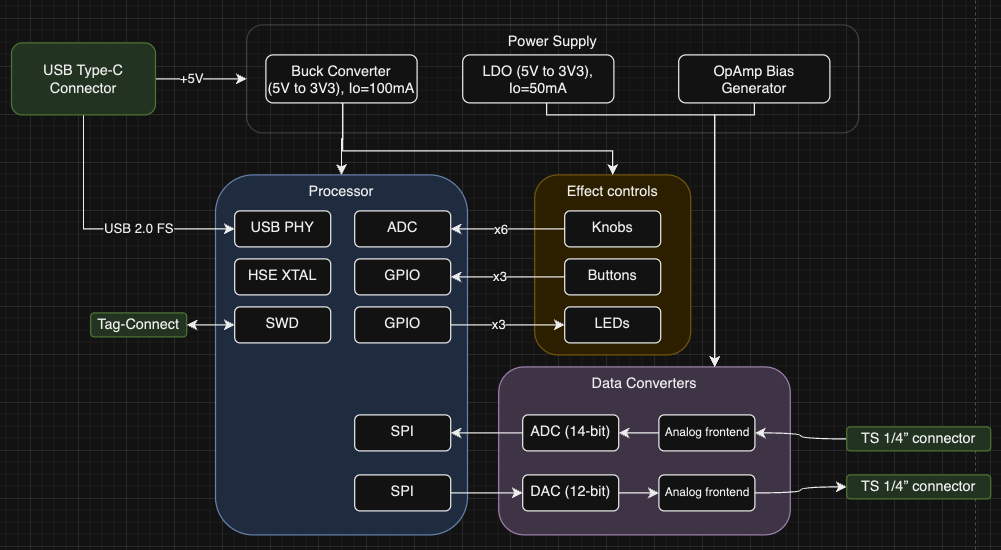 USB Type-C
Connector
+5V
Power Supply
Buck Converter
(5V to 3V3), Io=100mA
LDO (5V to 3V3),
Io=50mA
OpAmp Bias
Generator
Processor
USB 2.0 FS
USB PHY
ADC
HSE XTAL
GPIO
Tag-Connect
SWD
GPIO
x6
x3
x3
Effect controls
Knobs
Buttons
LEDs
Data Converters
SPI
ADC (14-bit)
Analog frontend
TS 1/4” connector
SPI
DAC (12-bit)
Analog frontend
TS 1/4” connector